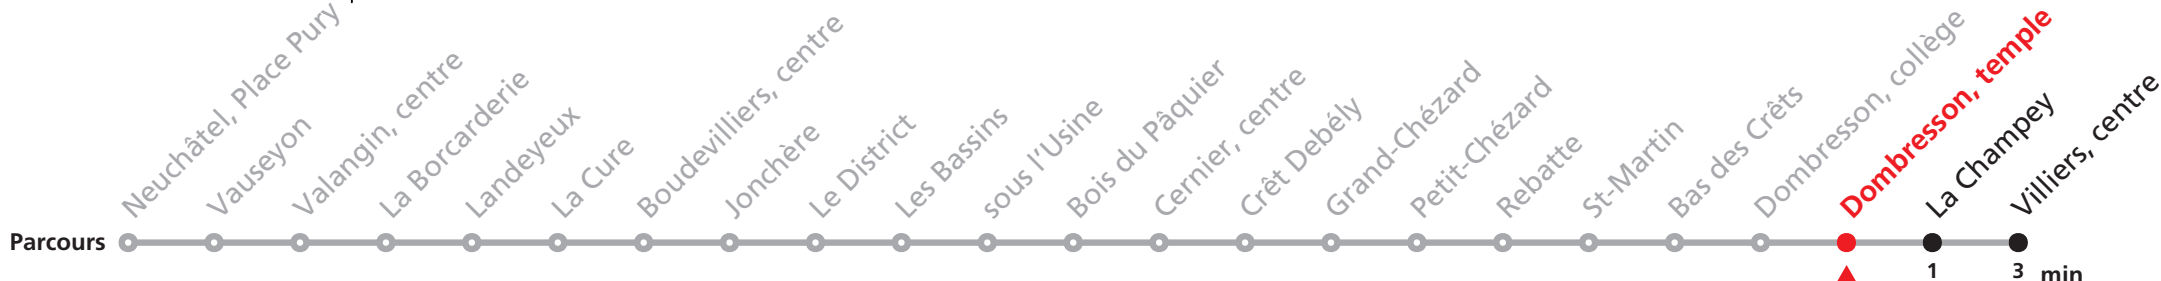 Parcours
Neuchâtel, Place Pury
Vauseyon
Valangin, centre
La Borcarderie
Landeyeux
La Cure
Boudevilliers, centre
Jonchère
Le District
Les Bassins
sous l'Usine
Bois du Pâquier
Cernier, centre
Crêt Debély
Grand-Chézard
Petit-Chézard
Rebatte
St-Martin
Bas des Crêts
Dombresson, collège
Dombresson, temple
La Champey
Villiers, centre
1 3 min